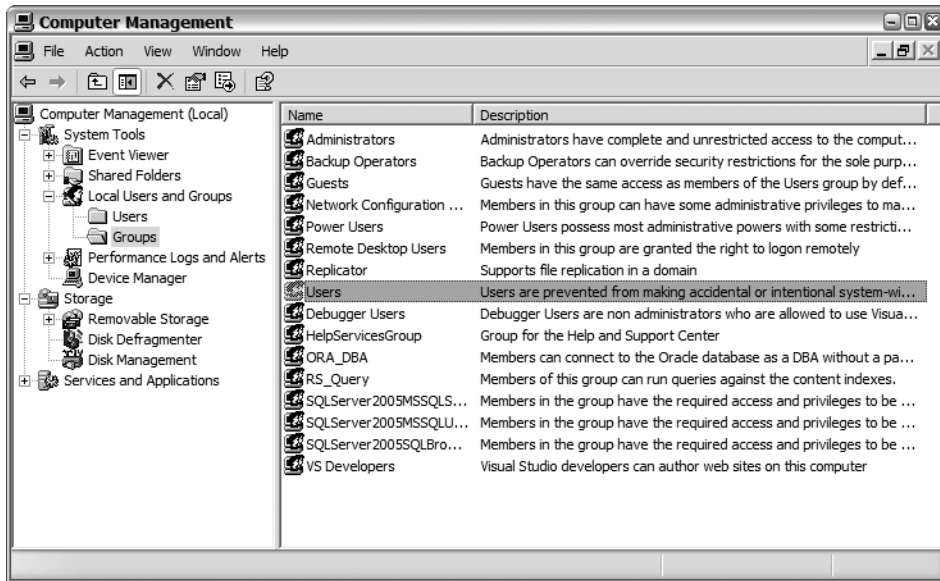 Computer Management
File Action View Window Help
Computer Management (Local)
System Tools
Event Viewer
Shared Folders
Local Users and Groups
Users
Groups
Performance Logs and Alerts
Device Manager
Storage
Removable Storage
Disk Defragmenter
Disk Management
Services and Applications
Name Description
Administrators Administrators have complete and unrestricted access to the comput...
Backup Operators Backup Operators can override security restrictions for the sole purp...
Guests Guests have the same access as members of the Users group by def...
Network Configuration ... Members in this group can have some administrative privileges to ma...
Power Users Power Users possess most administrative powers with some restricti...
Remote Desktop Users Members in this group are granted the right to logon remotely
Replicator Supports file replication in a domain
Users Users are prevented from making accidental or intentional system-wi...
Debugger Users Debugger Users are non administrators who are allowed to use Visua...
HelpServicesGroup Group for the Help and Support Center
ORA_DBA Members can connect to the Oracle database as a DBA without a pa...
RS_Query Members of this group can run queries against the content indexes.
SQLServer2005MSSQLS... Members in the group have the required access and privileges to be ...
SQLServer2005MSSQLU... Members in the group have the required access and privileges to be ...
SQLServer2005SQLBro... Members in the group have the required access and privileges to be ...
VS Developers Visual Studio developers can author web sites on this computer